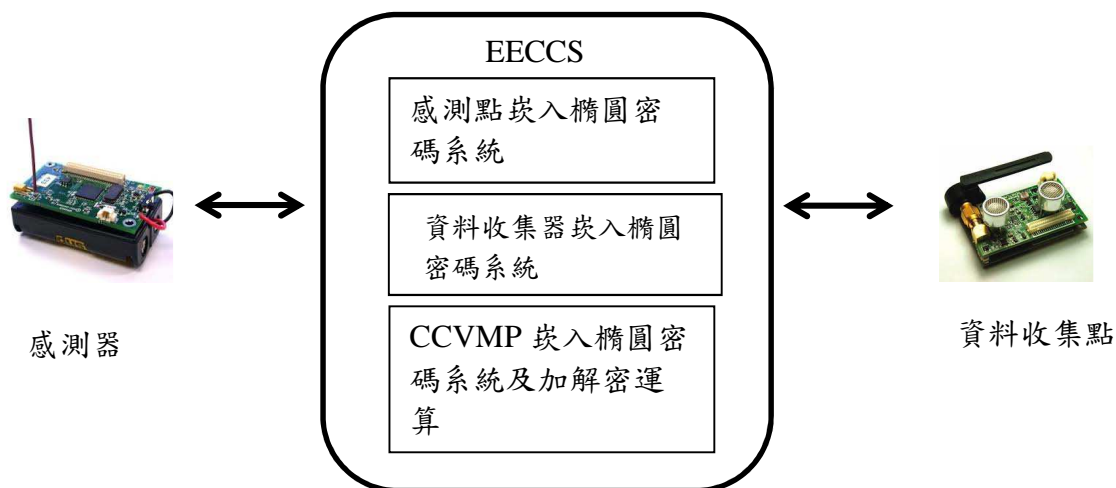 EECCS
感測點崁入橢圓密
碼系統
資料收集器崁入橢圓
密碼系統
CCVMP 崁入橢圓密
碼系統及加解密運
算
感測器
資料收集點